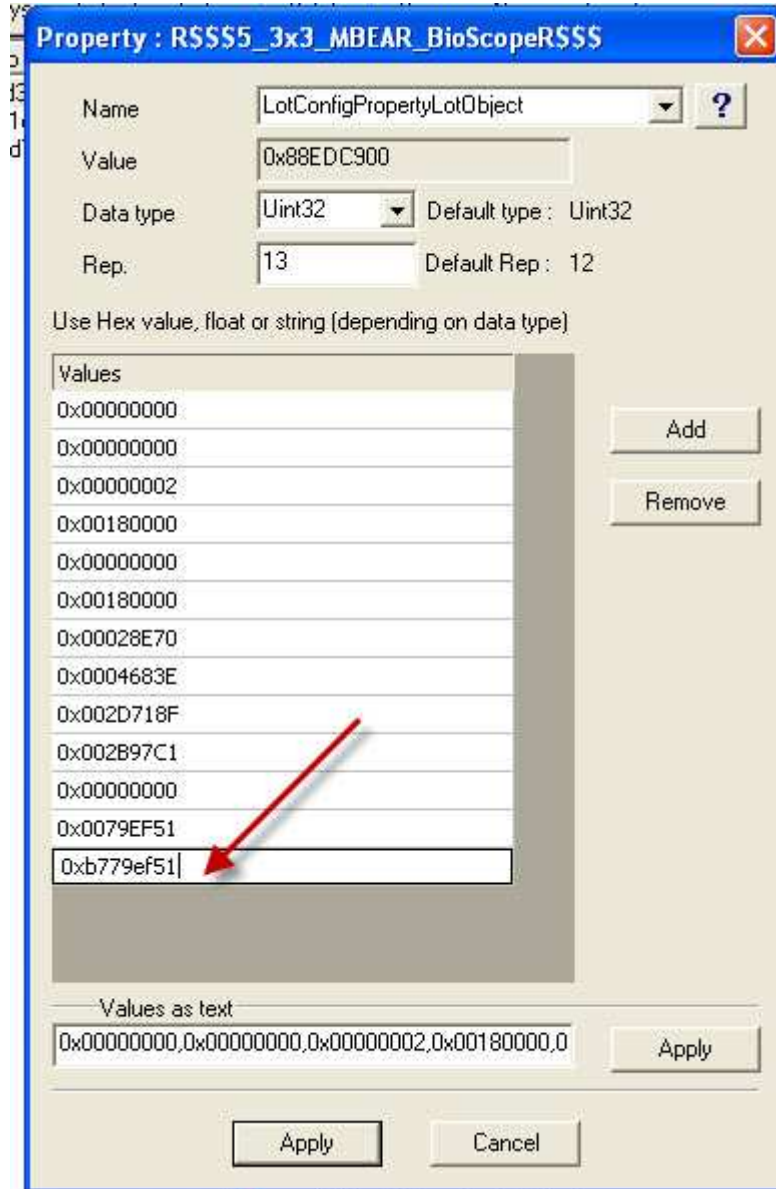 Property : R$$$5_3x3_MBEAR_BioScopeR$$$
Name LotConfigPropertyLotObject ?
Value 0x88EDC900
Data type Uint32 Default type : Uint32
Rep. 13 Default Rep : 12
Use Hex value, float or string (depending on data type)
Values
0x00000000
0x00000000
0x00000002
0x00180000
0x00000000
0x00180000
0x00028E70
0x0004683E
0x002D718F
0x002B97C1
0x00000000
0x0079EF51
0xb779ef51
Add
Remove
Values as text
0x00000000,0x00000000,0x00000002,0x00180000,0
Apply
Apply Cancel